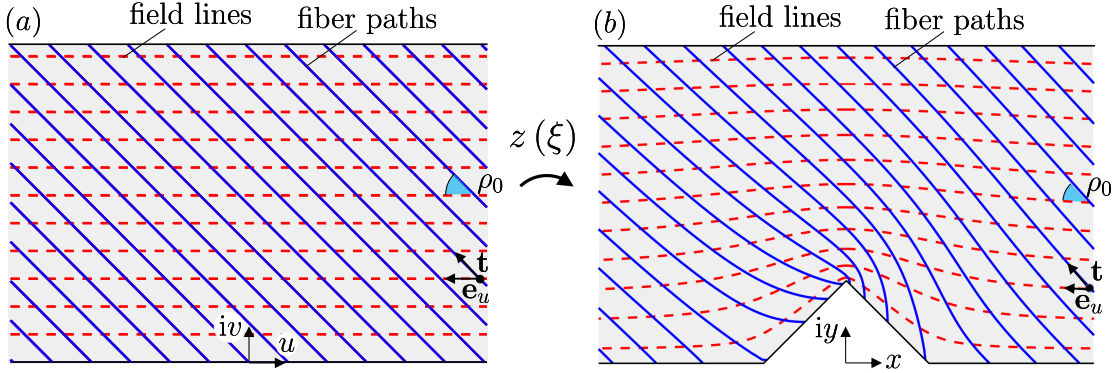 (a)
field lines
fiber paths
ρ₀
t
e_u
iv
u
z (ξ)
(b)
field lines
fiber paths
ρ₀
t
e_u
iy
x